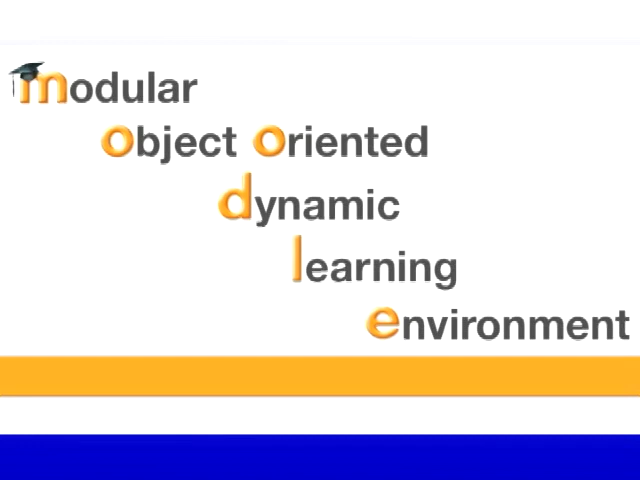 modular
object oriented
dynamic
learning
environment